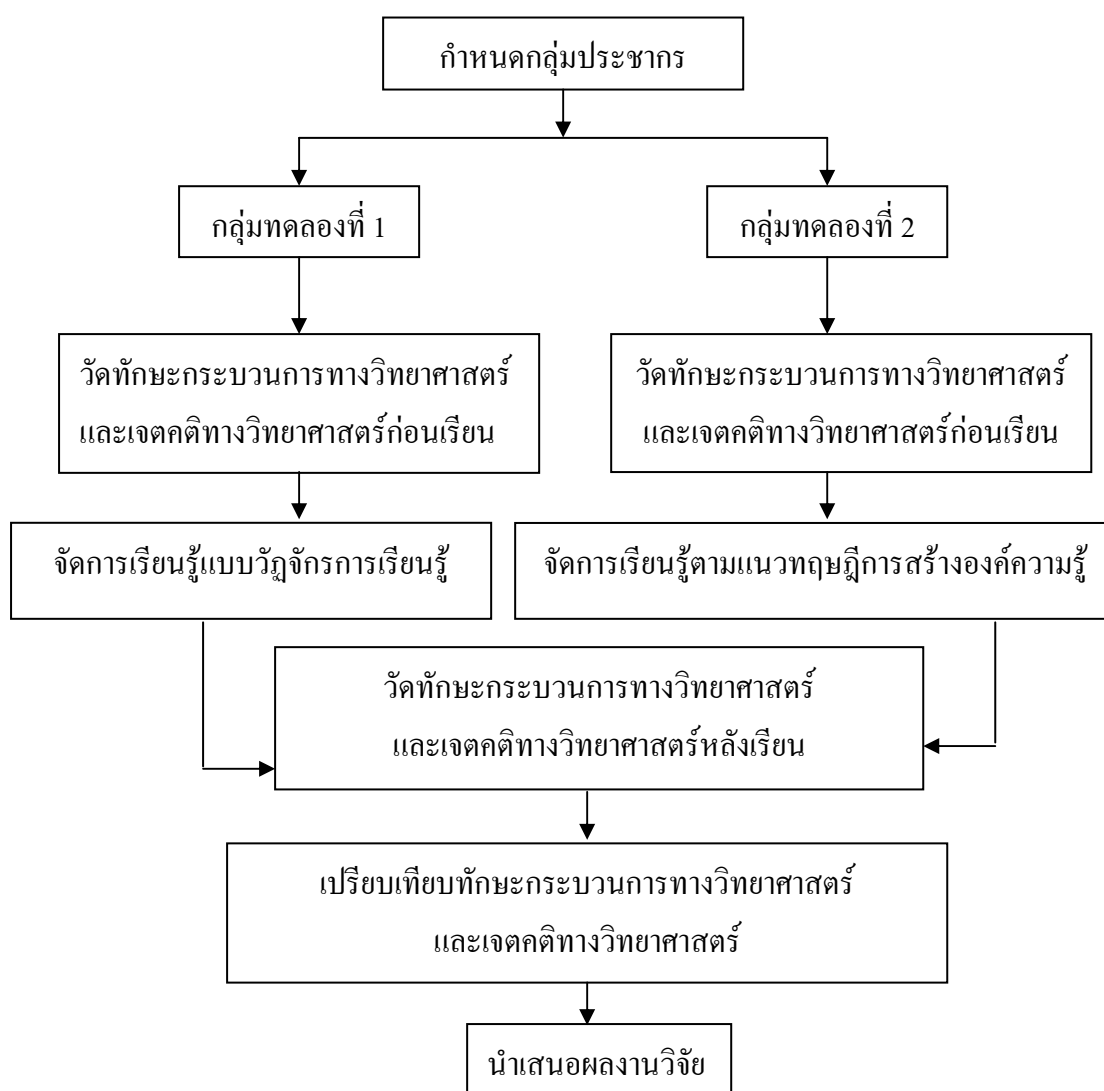 กำหนดกลุ่มประชากร
กลุ่มทดลองที่ 1
กลุ่มทดลองที่ 2
วัดทักษะกระบวนการทางวิทยาศาสตร์
และเจตคติทางวิทยาศาสตร์ก่อนเรียน
วัดทักษะกระบวนการทางวิทยาศาสตร์
และเจตคติทางวิทยาศาสตร์ก่อนเรียน
จัดการเรียนรู้แบบวัฏจักรการเรียนรู้
จัดการเรียนรู้ตามแนวทฤษฎีการสร้างองค์ความรู้
วัดทักษะกระบวนการทางวิทยาศาสตร์
และเจตคติทางวิทยาศาสตร์หลังเรียน
เปรียบเทียบทักษะกระบวนการทางวิทยาศาสตร์
และเจตคติทางวิทยาศาสตร์
นำเสนอผลงานวิจัย